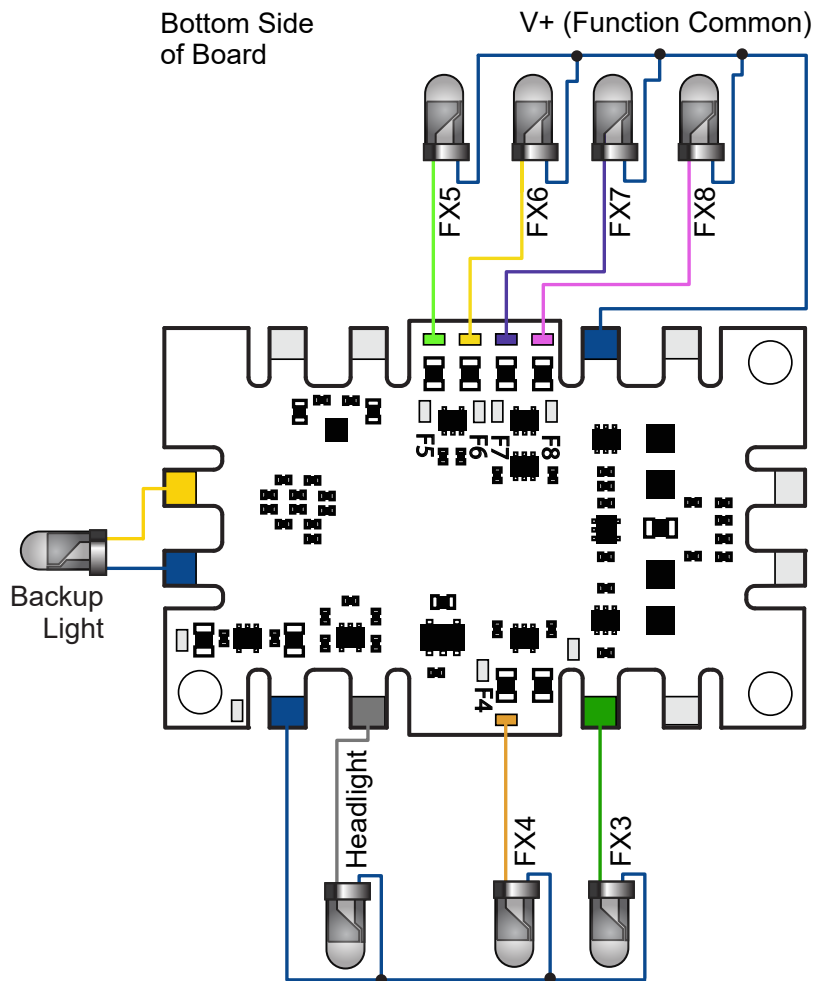 Bottom Side
of Board
V+ (Function Common)
FX5
FX6
FX7
FX8
F5
F6
F7
F8
Backup
Light
F4
Headlight
FX4
FX3